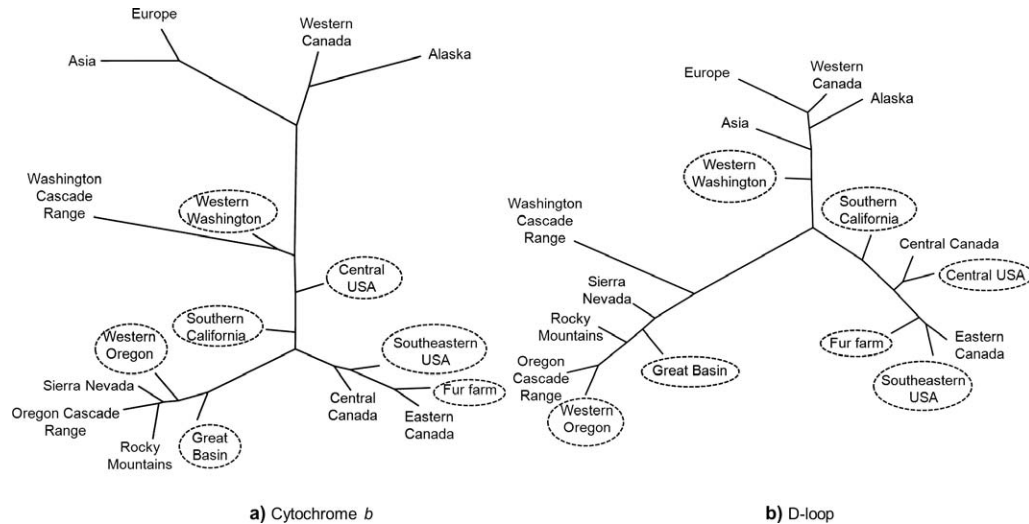 Europe
Western
Canada
Asia
Alaska
Washington
Cascade
Range
Western
Washington
Central
USA
Southern
California
Western
Oregon
Southeastern
USA
Sierra Nevada
Fur farm
Oregon Cascade
Range
Central
Canada
Eastern
Canada
Rocky
Mountains
Great
Basin
a) Cytochrome b
Europe
Western
Canada
Alaska
Asia
Western
Washington
Washington
Cascade
Range
Southern
California
Central Canada
Central USA
Sierra
Nevada
Rocky
Mountains
Fur farm
Eastern
Canada
Oregon
Cascade
Range
Great Basin
Southeastern
USA
Western
Oregon
b) D-loop